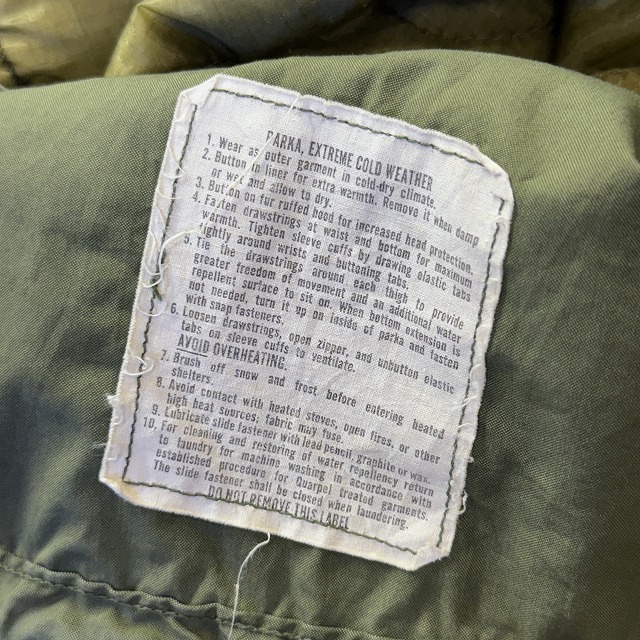 PARKA, EXTREME COLD WEATHER
1. Wear as outer garment in cold-dry climate.
2. Button in liner for extra warmth. Remove it when damp
or wet and allow to dry.
3. Button on fur ruffed hood for increased head protection.
4. Fasten drawstrings at waist and bottom for maximum
warmth. Tighten sleeve cuffs by drawing elastic tabs
tightly around wrists and buttoning tabs.
5. Tie the drawstrings around each thigh to provide
greater freedom of movement and an additional water
repellent surface to sit on. When bottom extension is
not needed, turn it up on inside of parka and fasten
with snap fasteners.
6. Loosen drawstrings, open zipper, and unbutton elastic
tabs on sleeve cuffs to ventilate.
AVOID OVERHEATING.
7. Brush off snow and frost before entering heated
shelters.
8. Avoid contact with heated stoves, open fires, or other
high heat sources; fabric may fuse.
9. Lubricate slide fastener with lead pencil, graphite or wax.
10. For cleaning and restoring of water repellency return
to laundry for machine washing in accordance with
established procedure for Quarpel treated garments.
The slide fastener shall be closed when laundering.
DO NOT REMOVE THIS LABEL